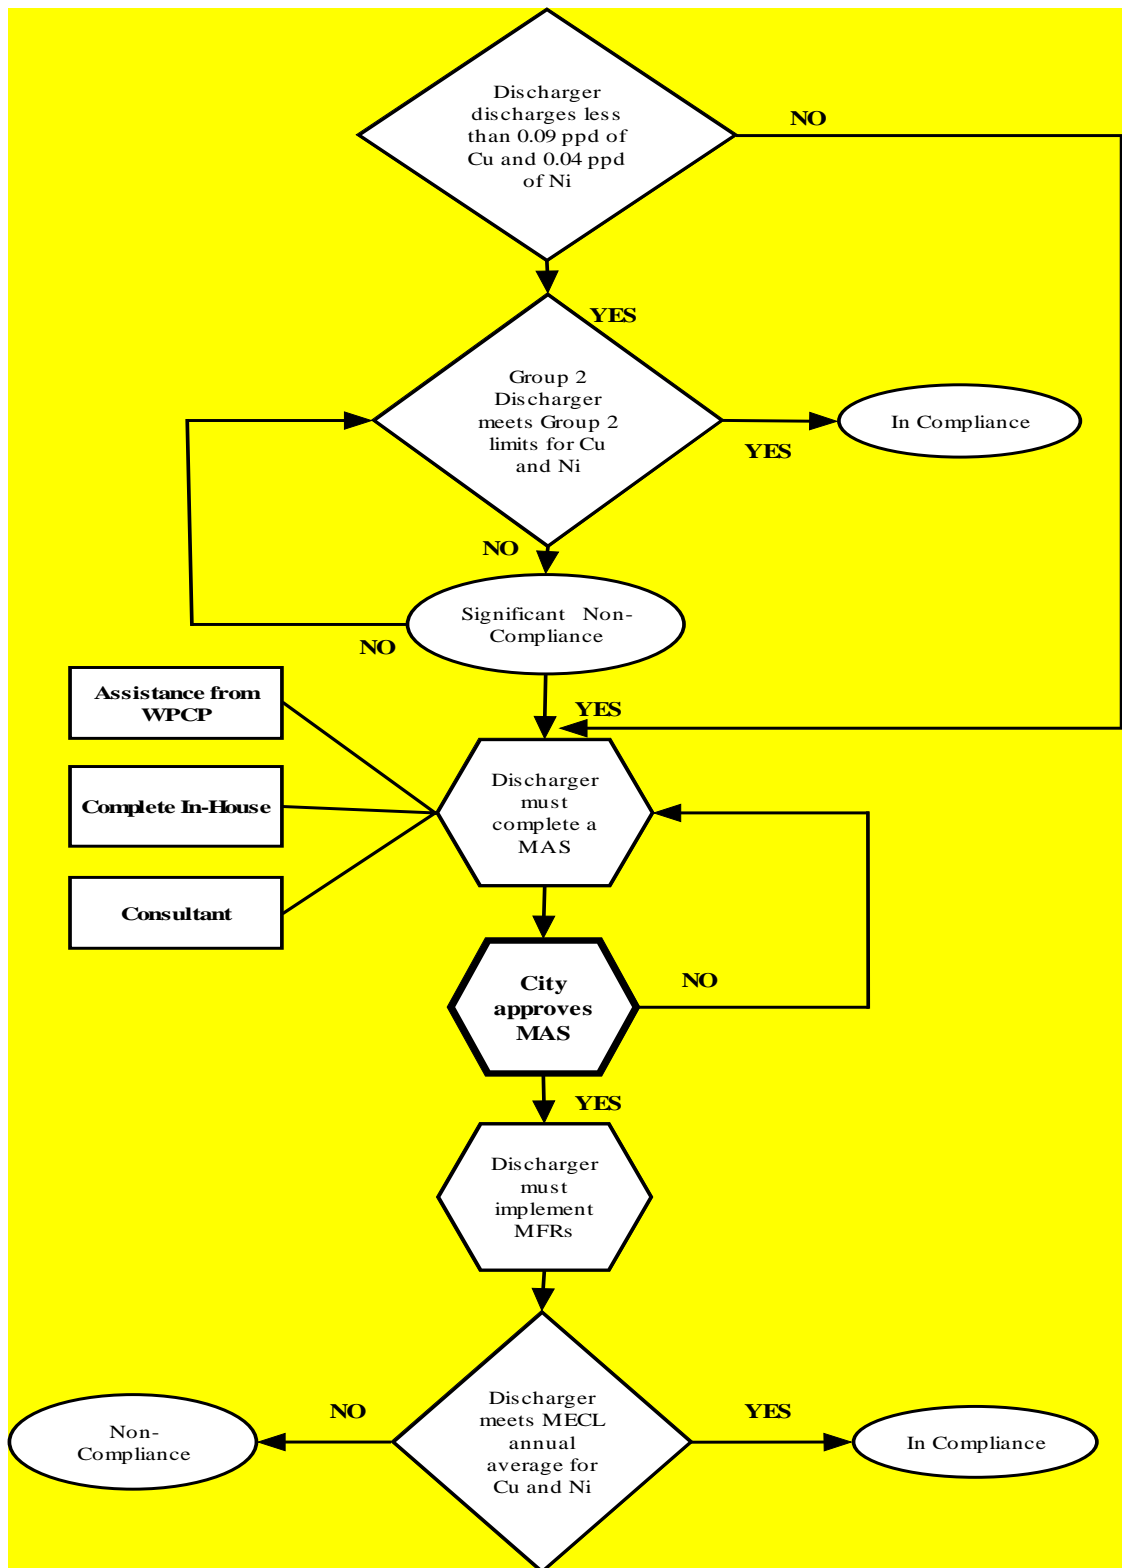 Discharger
discharges less
than 0.09 ppd of
Cu and 0.04 ppd
of Ni
NO
YES
Group 2
Discharger
meets Group 2
limits for Cu
and Ni
YES
In Compliance
NO
Significant Non-
Compliance
NO
YES
Assistance from
WPCP
Complete In-House
Consultant
Discharger
must
complete a
MAS
City
approves
MAS
NO
YES
Discharger
must
implement
MFRs
Discharger
meets MECL
annual
average for
Cu and Ni
NO
Non-
Compliance
YES
In Compliance